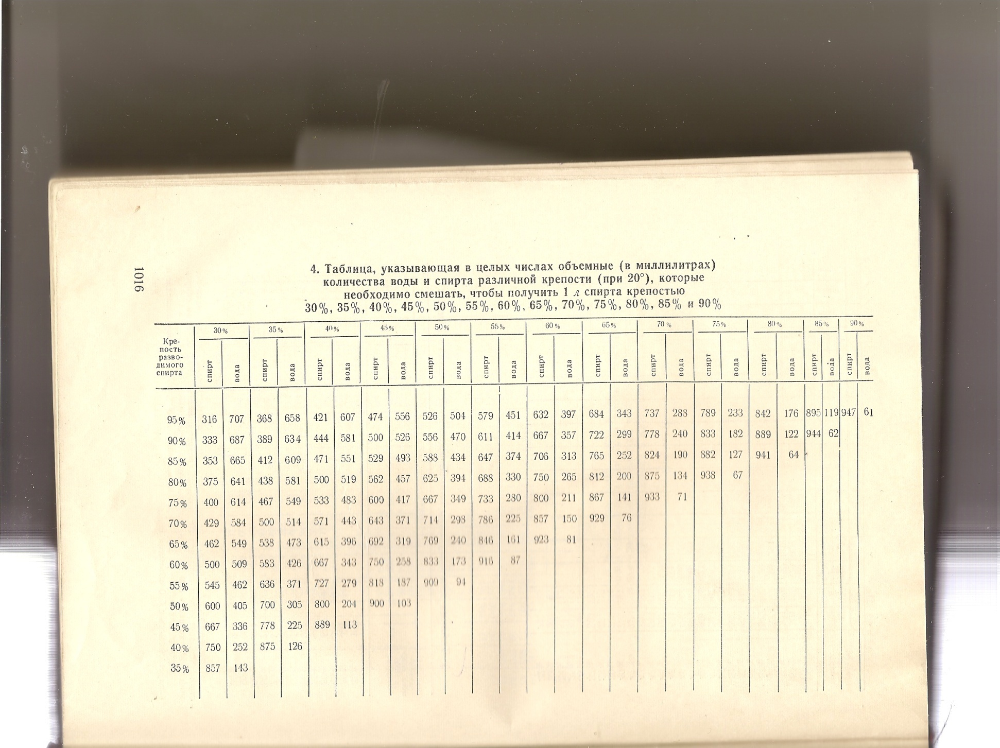 1016
4. Таблица, указывающая в целых числах объемные (в миллилитрах)
количества воды и спирта различной крепости (при 20°), которые
необходимо смешать, чтобы получить 1 л спирта крепостью
30%, 35%, 40%, 45%, 50%, 55%, 60%, 65%, 70%, 75%, 80%, 85% и 90%
Кре-
пость
разво-
димого
спирта
30% 35% 40% 45% 50% 55% 60% 65% 70% 75% 80% 85% 90%
спирт вода спирт вода спирт вода спирт вода спирт вода спирт вода спирт вода спирт вода спирт вода спирт вода спирт вода спирт вода спирт вода
95% 316 707 368 658 421 607 474 556 526 504 579 451 632 397 684 343 737 288 789 233 842 176 895 119 947 61
90% 333 687 389 634 444 581 500 526 556 470 611 414 667 357 722 299 778 240 833 182 889 122 944 62
85% 353 665 412 609 471 551 529 493 588 434 647 374 706 313 765 252 824 190 882 127 941 64
80% 375 641 438 581 500 519 562 457 625 394 688 330 750 265 812 200 875 134 938 67
75% 400 614 467 549 533 483 600 417 667 349 733 280 800 211 867 141 933 71
70% 429 584 500 514 571 443 643 371 714 298 786 225 857 150 929 76
65% 462 549 538 473 615 396 692 319 769 240 846 161 923 81
60% 500 509 583 426 667 343 750 258 833 173 916 87
55% 545 462 636 371 727 279 818 187 909 94
50% 600 405 700 305 800 204 900 103
45% 667 336 778 225 889 113
40% 750 252 875 126
35% 857 143